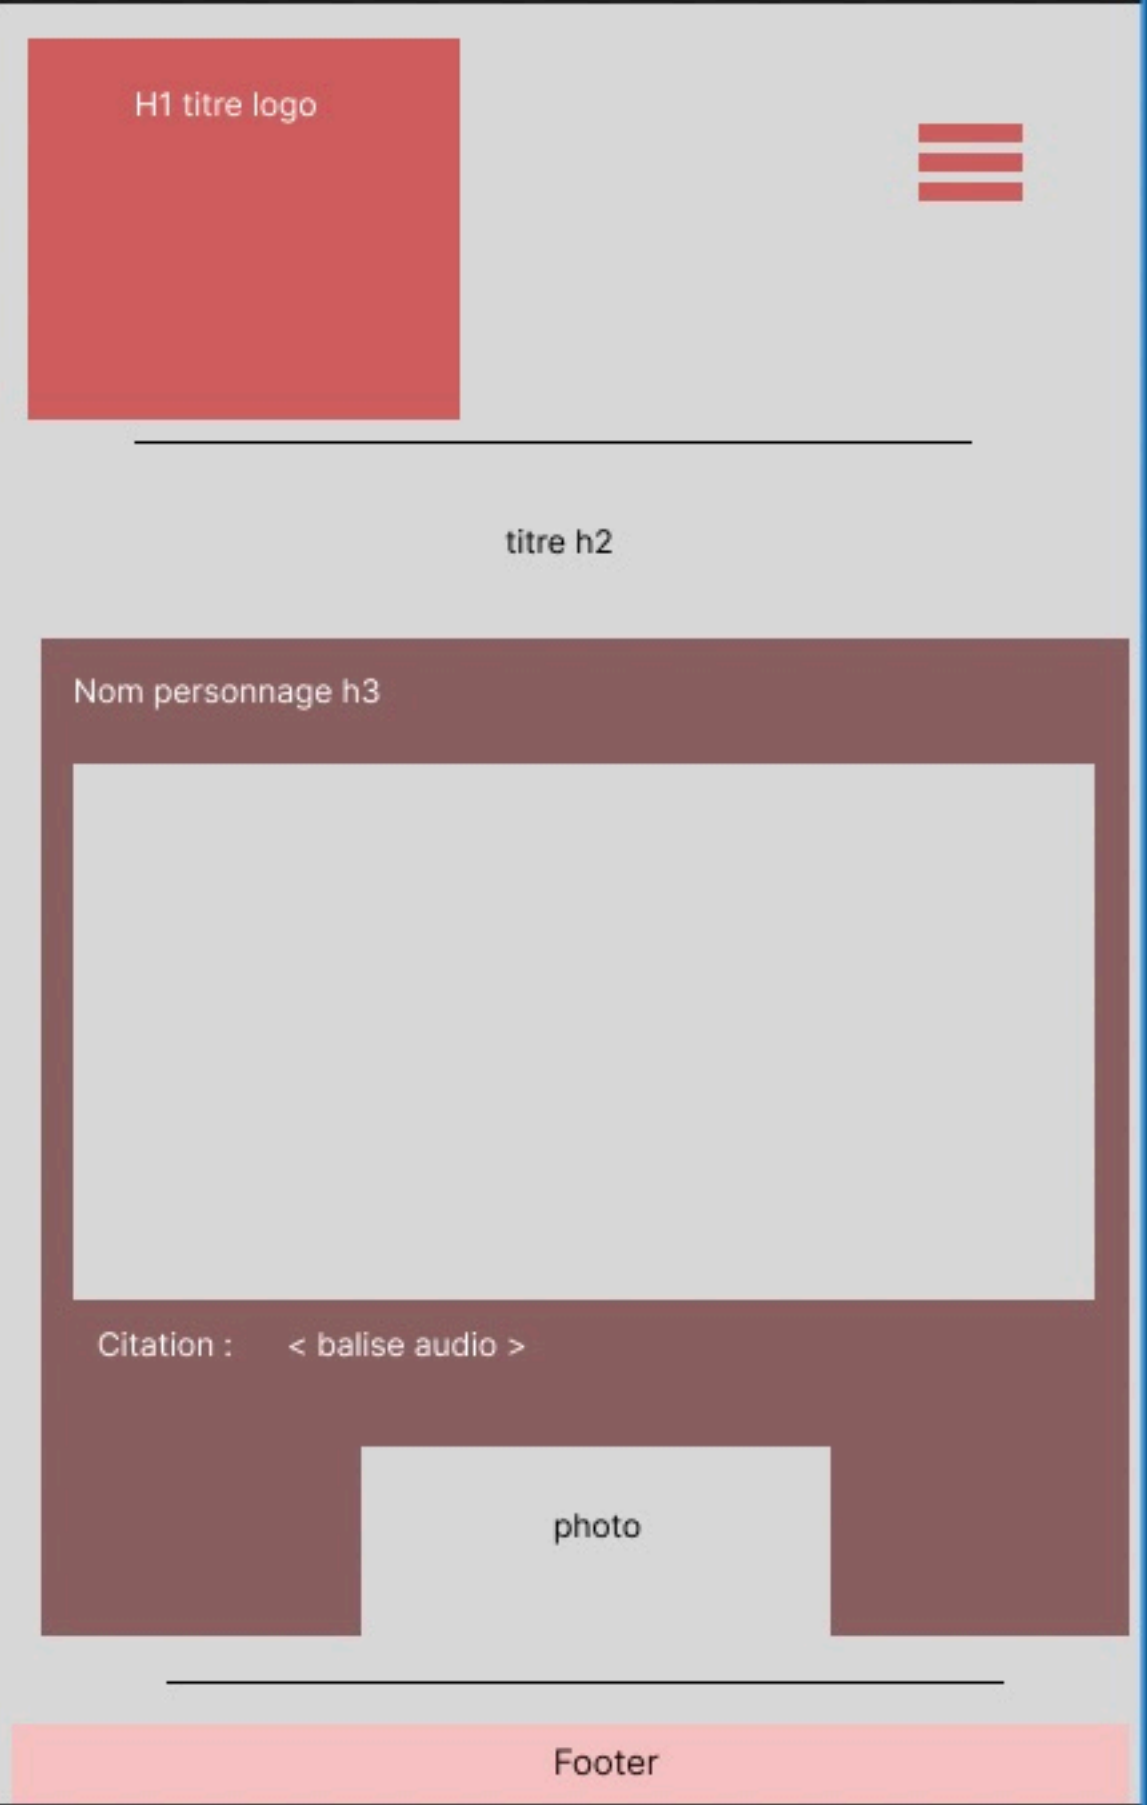 H1 titre logo
titre h2
Nom personnage h3
Citation : < balise audio >
photo
Footer